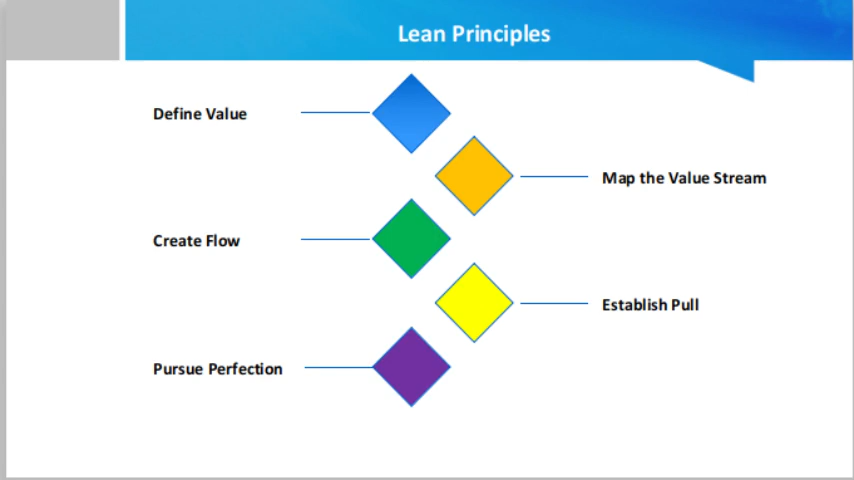 Lean Principles
Define Value
Map the Value Stream
Create Flow
Establish Pull
Pursue Perfection